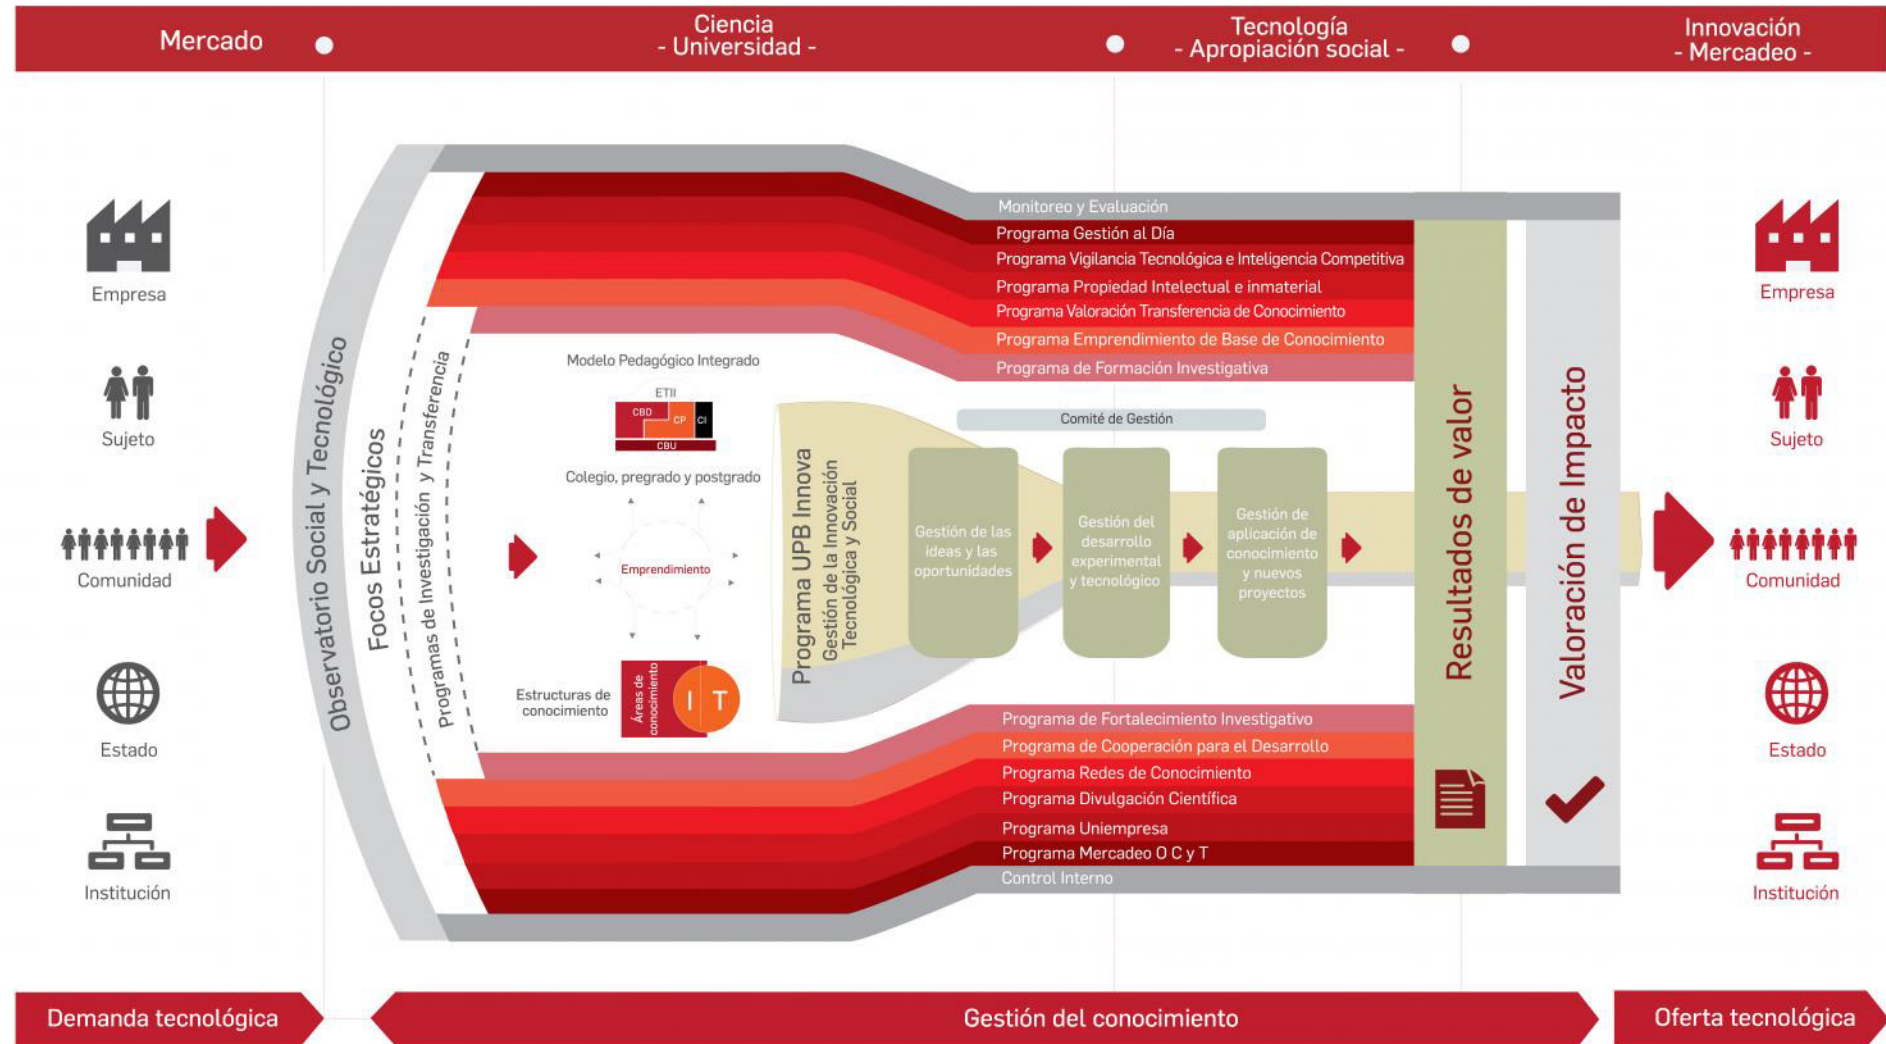 Mercado
Ciencia
- Universidad -
Tecnología
- Apropiación social -
Innovación
- Mercadeo -
Empresa
Sujeto
Comunidad
Estado
Institución
Observatorio Social y Tecnológico
Focos Estratégicos
Programas de Investigación y Transferencia
Monitoreo y Evaluación
Programa Gestión al Día
Programa Vigilancia Tecnológica e Inteligencia Competitiva
Programa Propiedad Intelectual e inmaterial
Programa Valoración Transferencia de Conocimiento
Programa Emprendimiento de Base de Conocimiento
Programa de Formación Investigativa
Modelo Pedagógico Integrado
ETII
CBD
CP
CI
CBU
Colegio, pregrado y postgrado
Emprendimiento
Estructuras de
conocimiento
Áreas de
conocimiento
I
T
Programa UPB Innova
Gestión de la Innovación
Tecnológica y Social
Comité de Gestión
Gestión de las
ideas y las
oportunidades
Gestión del
desarrollo
experimental
y tecnológico
Gestión de
aplicación de
conocimiento
y nuevos
proyectos
Programa de Fortalecimiento Investigativo
Programa de Cooperación para el Desarrollo
Programa Redes de Conocimiento
Programa Divulgación Científica
Programa Uniempresa
Programa Mercadeo O C y T
Control Interno
Resultados de valor
Valoración de Impacto
Empresa
Sujeto
Comunidad
Estado
Institución
Demanda tecnológica
Gestión del conocimiento
Oferta tecnológica